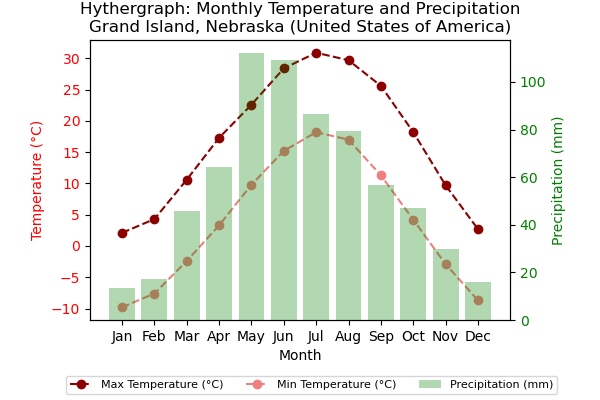 Hythergraph: Monthly Temperature and Precipitation
Grand Island, Nebraska (United States of America)
Temperature (°C)
30
25
20
15
10
5
0
−5
−10
100
80
60
40
20
0
Precipitation (mm)
Jan Feb Mar Apr May Jun Jul Aug Sep Oct Nov Dec
Month
Max Temperature (°C) Min Temperature (°C) Precipitation (mm)